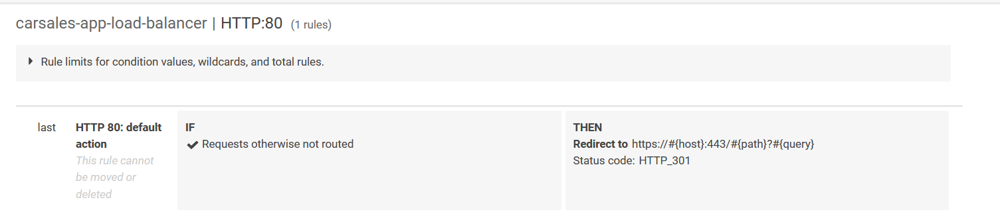 carsales-app-load-balancer | HTTP:80 (1 rules)
Rule limits for condition values, wildcards, and total rules.
last
HTTP 80: default
action
This rule cannot
be moved or
deleted
IF
Requests otherwise not routed
THEN
Redirect to https://#{host}:443/#{path}?#{query}
Status code: HTTP_301